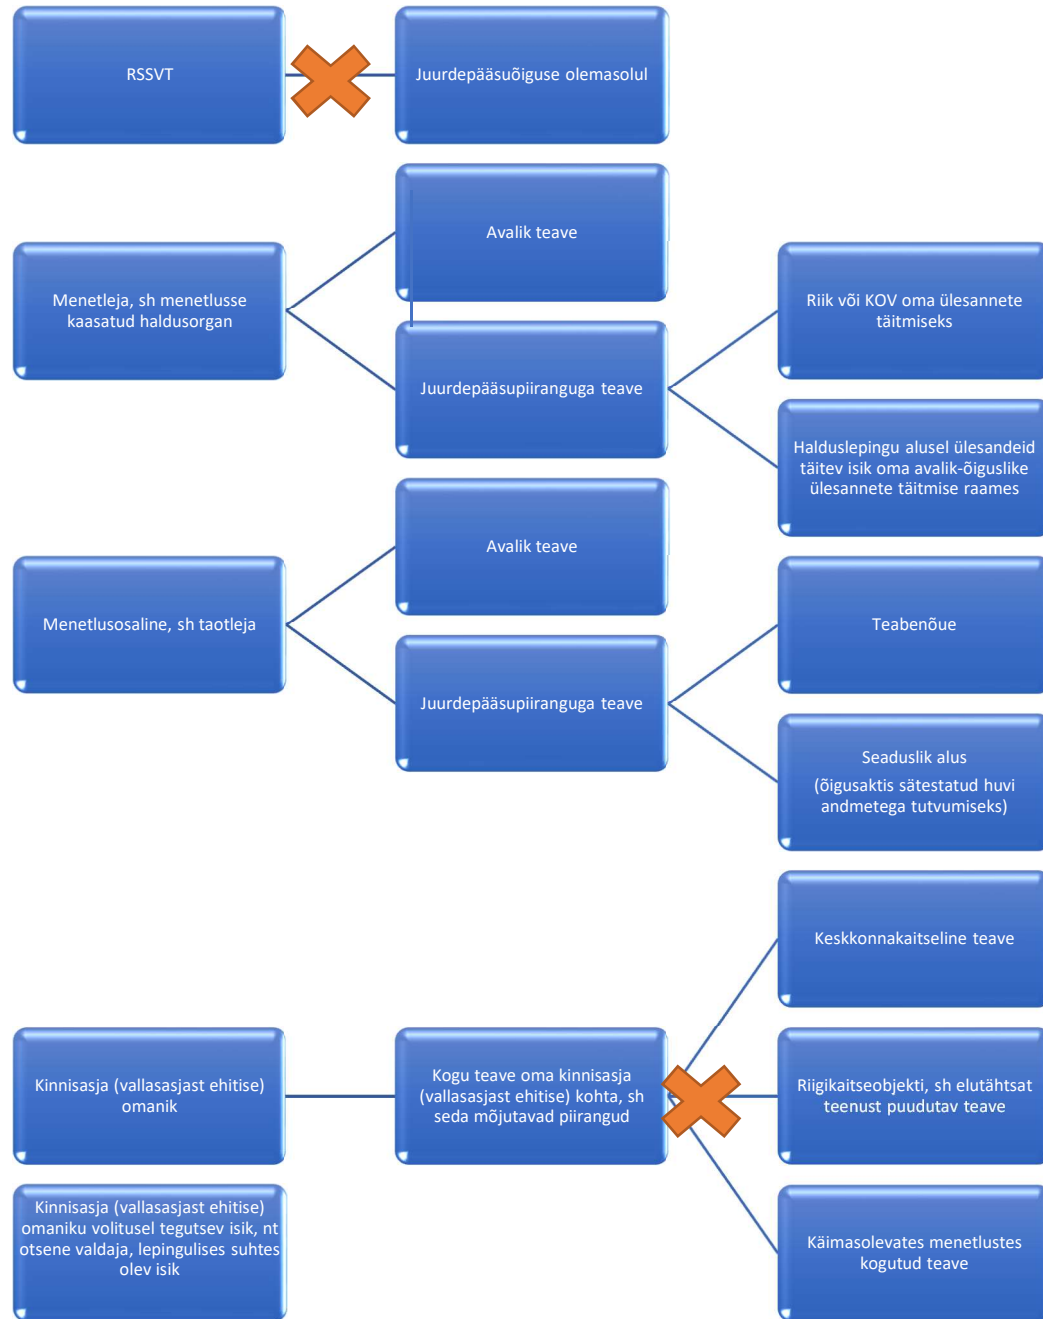 RSSVT
Juurdepääsuõiguse olemasolul
Avalik teave
Menetleja, sh menetlusse
kaasatud haldusorgan
Riik või KOV oma ülesannete
täitmiseks
Juurdepääsupiiranguga teave
Halduslepingu alusel ülesandeid
täitev isik oma avalik-õiguslike
ülesannete täitmise raames
Avalik teave
Menetlusosaline, sh taotleja
Teabenõue
Juurdepääsupiiranguga teave
Seaduslik alus
(õigusaktis sätestatud huvi
andmetega tutvumiseks)
Keskkonnakaitseline teave
Kinnisasja (vallasasjast ehitise)
omanik
Kogu teave oma kinnisasja
(vallasasjast ehitise) kohta, sh
seda mõjutavad piirangud
Riigikaitseobjekti, sh elutähtsat
teenust puudutav teave
Kinnisasja (vallasasjast ehitise)
omaniku volitusel tegutsev isik, nt
otsene valdaja, lepingulises suhtes
olev isik
Käimasolevates menetlustes
kogutud teave